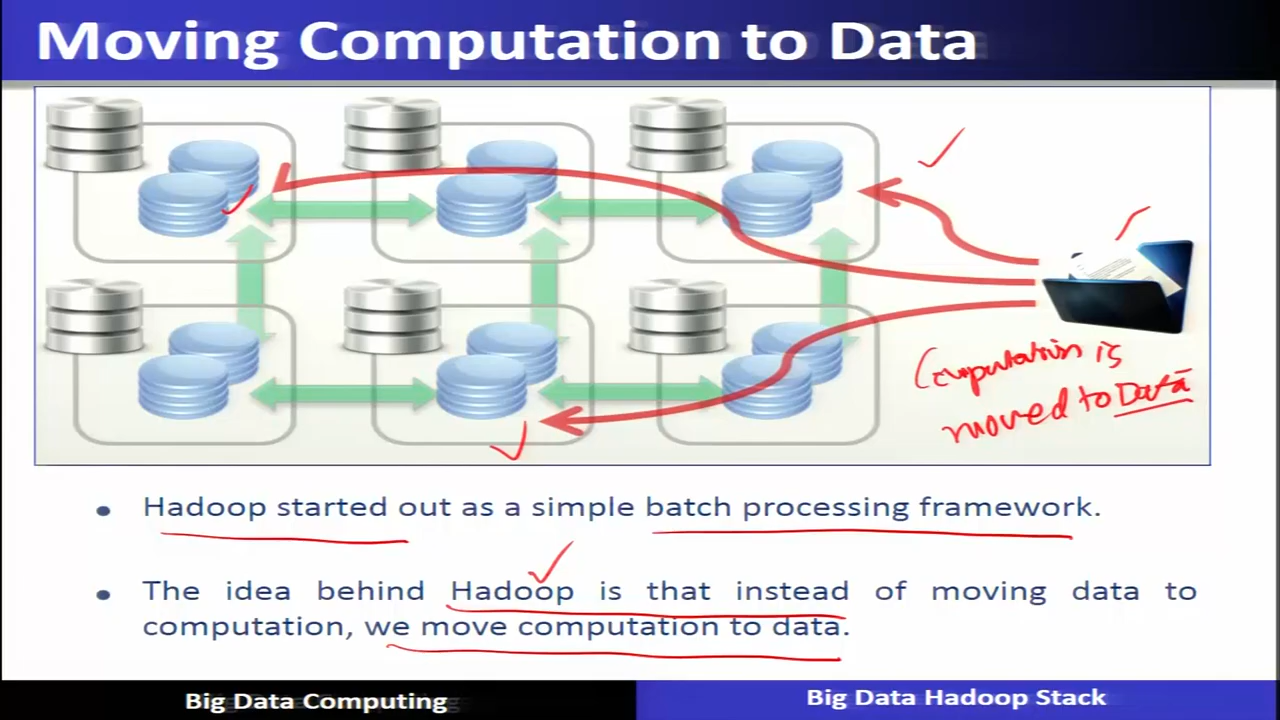 Moving Computation to Data
Computation is
moved to Data
• Hadoop started out as a simple batch processing framework.
• The idea behind Hadoop is that instead of moving data to
computation, we move computation to data.
Big Data Computing
Big Data Hadoop Stack